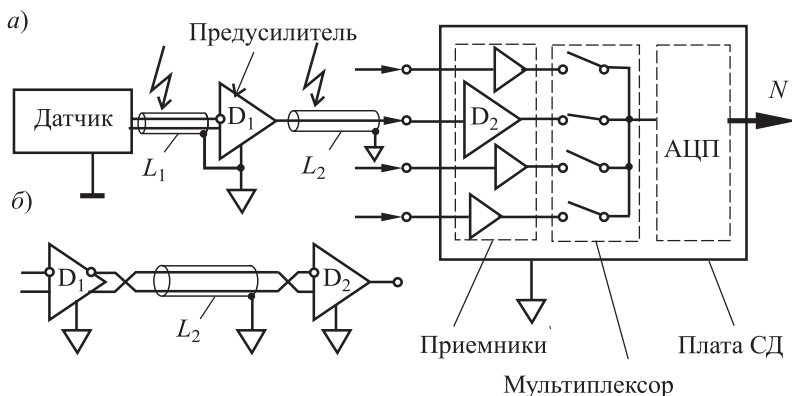 а)
Предусилитель
Датчик
D1
L1
L2
D2
АЦП
N
б)
D1
L2
D2
Приемники
Мультиплексор
Плата СД